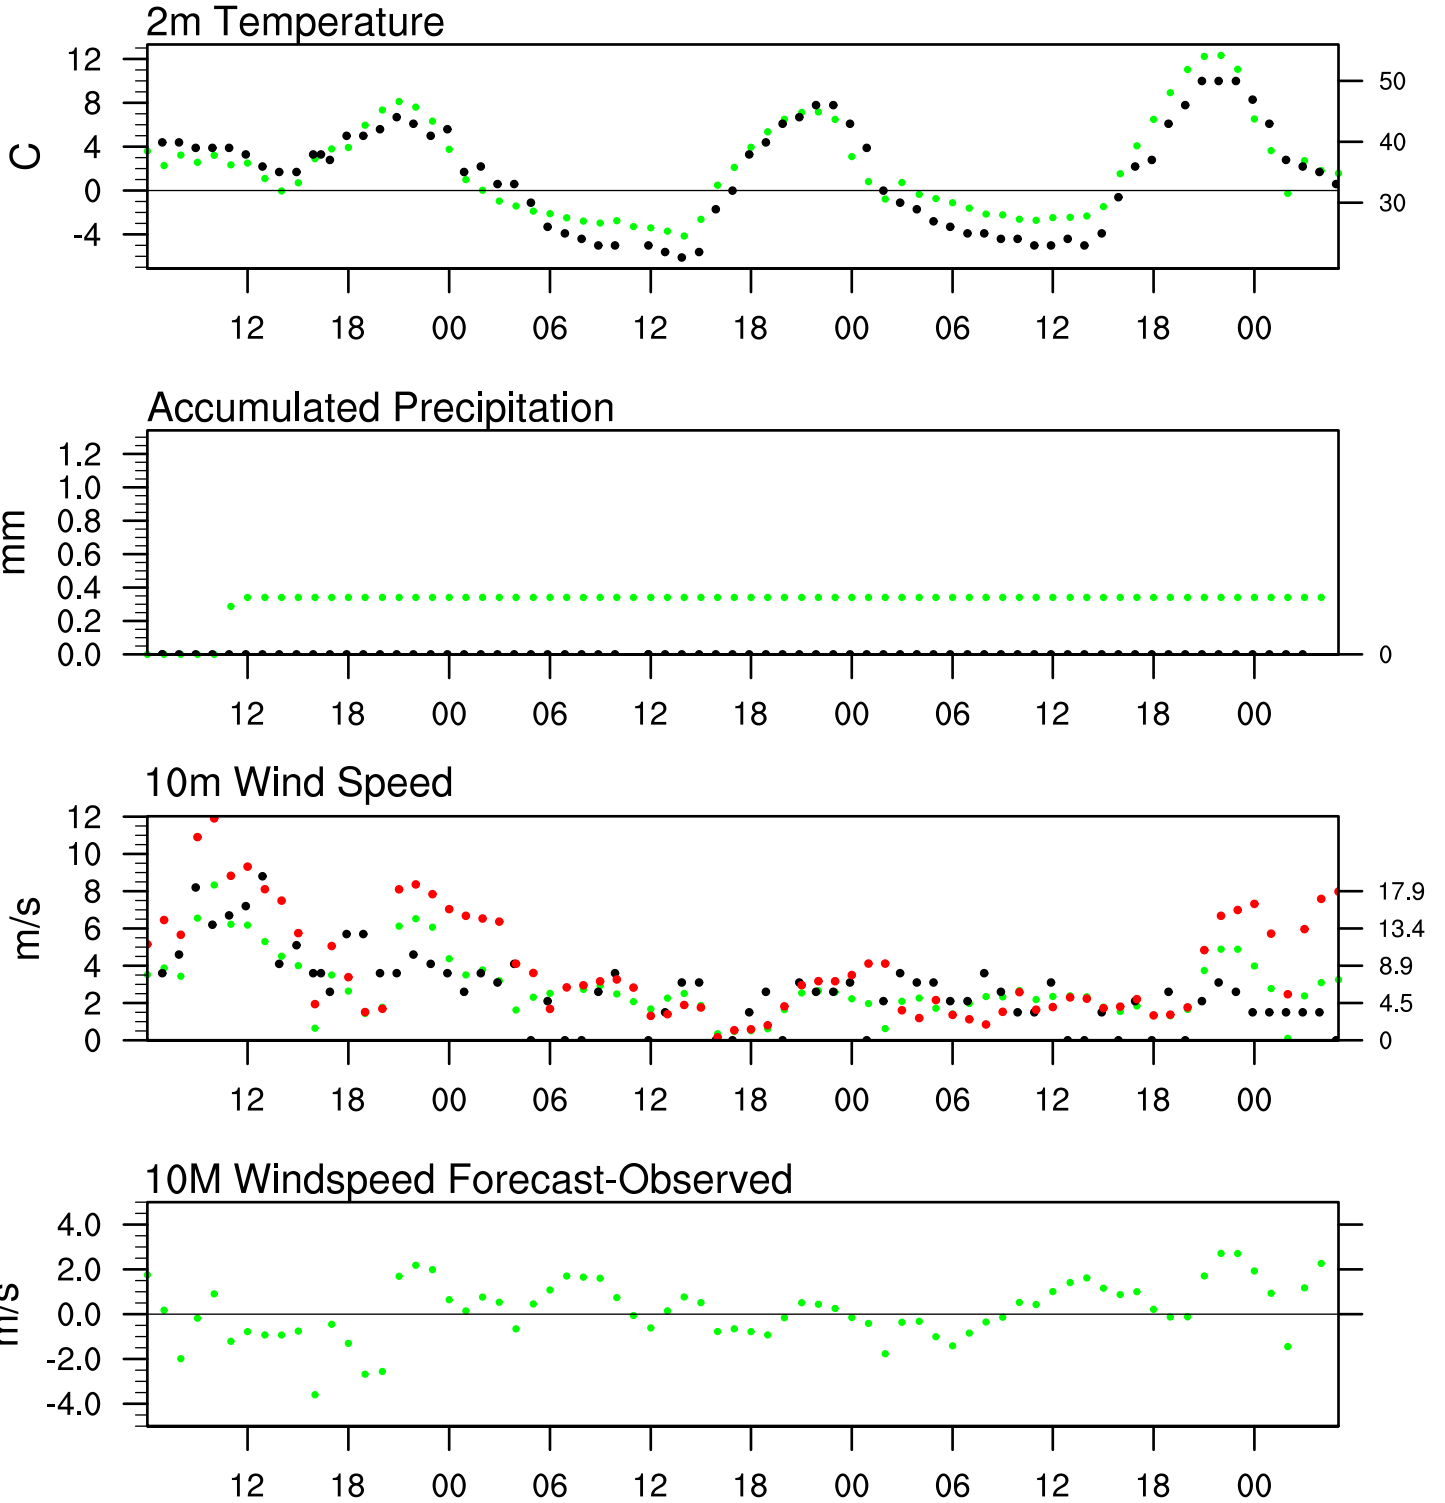 2m Temperature
12
8
4
0
-4
C
50
40
30
12 18 00 06 12 18 00 06 12 18 00
Accumulated Precipitation
1.2
1.0
0.8
0.6
0.4
0.2
0.0
mm
0
12 18 00 06 12 18 00 06 12 18 00
10m Wind Speed
12
10
8
6
4
2
0
m/s
17.9
13.4
8.9
4.5
0
12 18 00 06 12 18 00 06 12 18 00
10M Windspeed Forecast-Observed
4.0
2.0
0.0
-2.0
-4.0
m/s
12 18 00 06 12 18 00 06 12 18 00